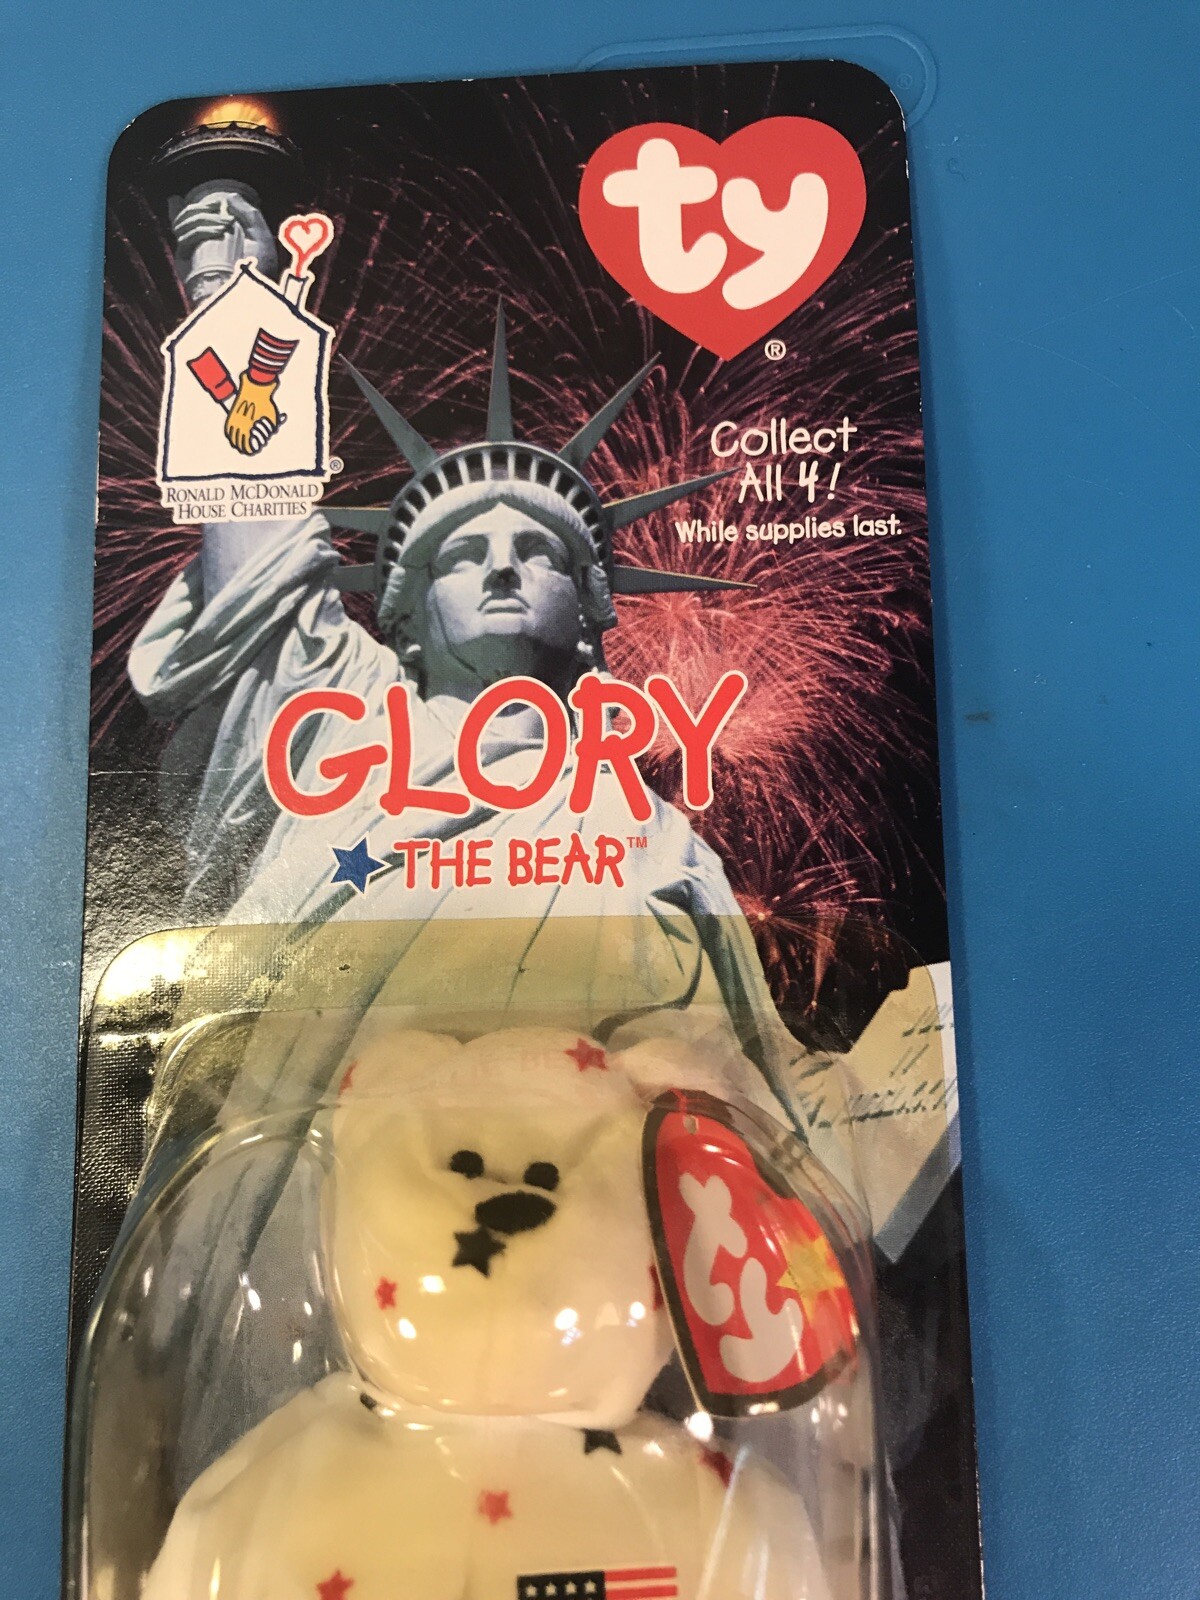 ty
®
Collect
All 4!
While supplies last.
®
RONALD MCDONALD
HOUSE CHARITIES
GLORY
THE BEAR™
ty